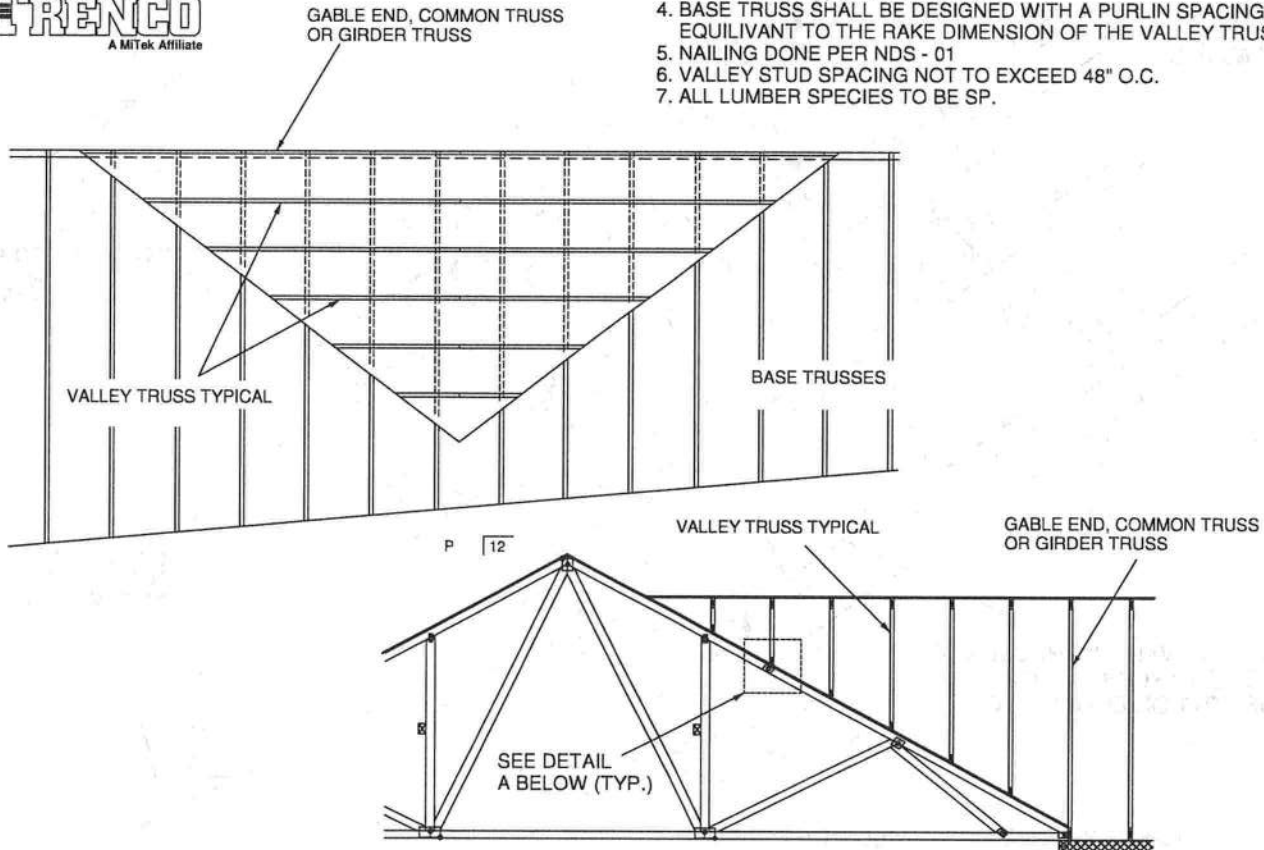 TRENCO
A MiTek Affiliate
GABLE END, COMMON TRUSS
OR GIRDER TRUSS
4. BASE TRUSS SHALL BE DESIGNED WITH A PURLIN SPACING
EQUILIVANT TO THE RAKE DIMENSION OF THE VALLEY
5. NAILING DONE PER NDS - 01
6. VALLEY STUD SPACING NOT TO EXCEED 48" O.C.
7. ALL LUMBER SPECIES TO BE SP.
VALLEY TRUSS TYPICAL
BASE TRUSSES
P 12
VALLEY TRUSS TYPICAL
GABLE END, COMMON TRUSS
OR GIRDER TRUSS
SEE DETAIL
A BELOW (TYP.)